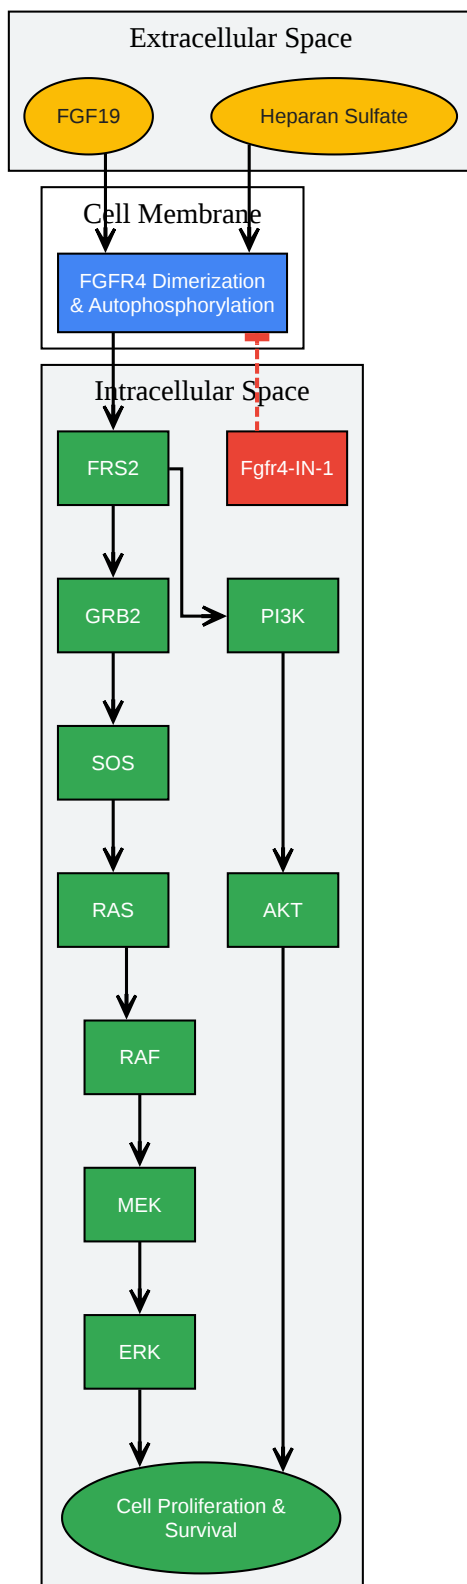 Extracellular Space
FGF19
Heparan Sulfate
Cell Membrane
FGFR4 Dimerization
& Autophosphorylation
Intracellular Space
FRS2
Fgfr4-IN-1
GRB2
PI3K
SOS
RAS
AKT
RAF
MEK
ERK
Cell Proliferation &
Survival